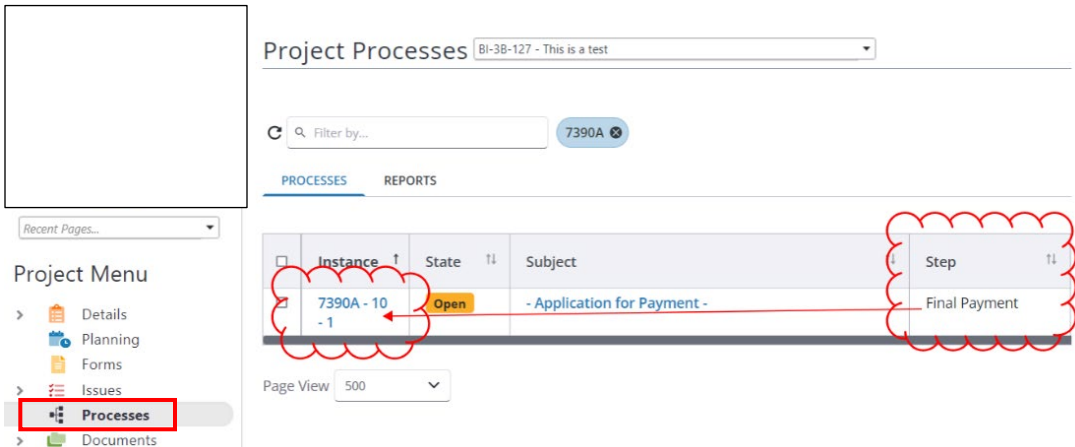 Project Processes BI-3B-127 - This is a test
Filter by...
7390A
PROCESSES REPORTS
Recent Pages...
Project Menu
Details
Planning
Forms
Issues
Processes
Documents
Instance State Subject Step
7390A - 10 Open - Application for Payment - Final Payment
- 1
Page View 500